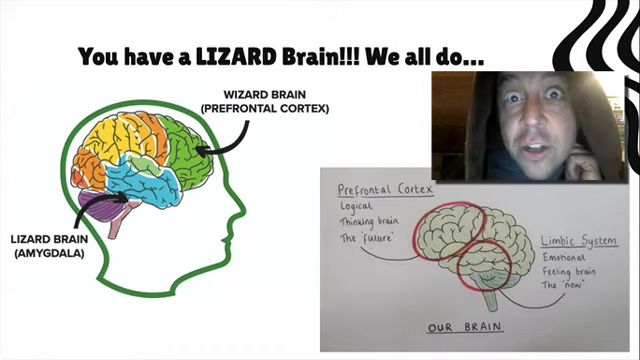 You have a LIZARD Brain!!! We all do...
WIZARD BRAIN
(PREFRONTAL CORTEX)
LIZARD BRAIN
(AMYGDALA)
Prefrontal Cortex
Logical
Thinking brain
The "future"
Limbic System
Emotional
Feeling brain
The "now"
OUR BRAIN